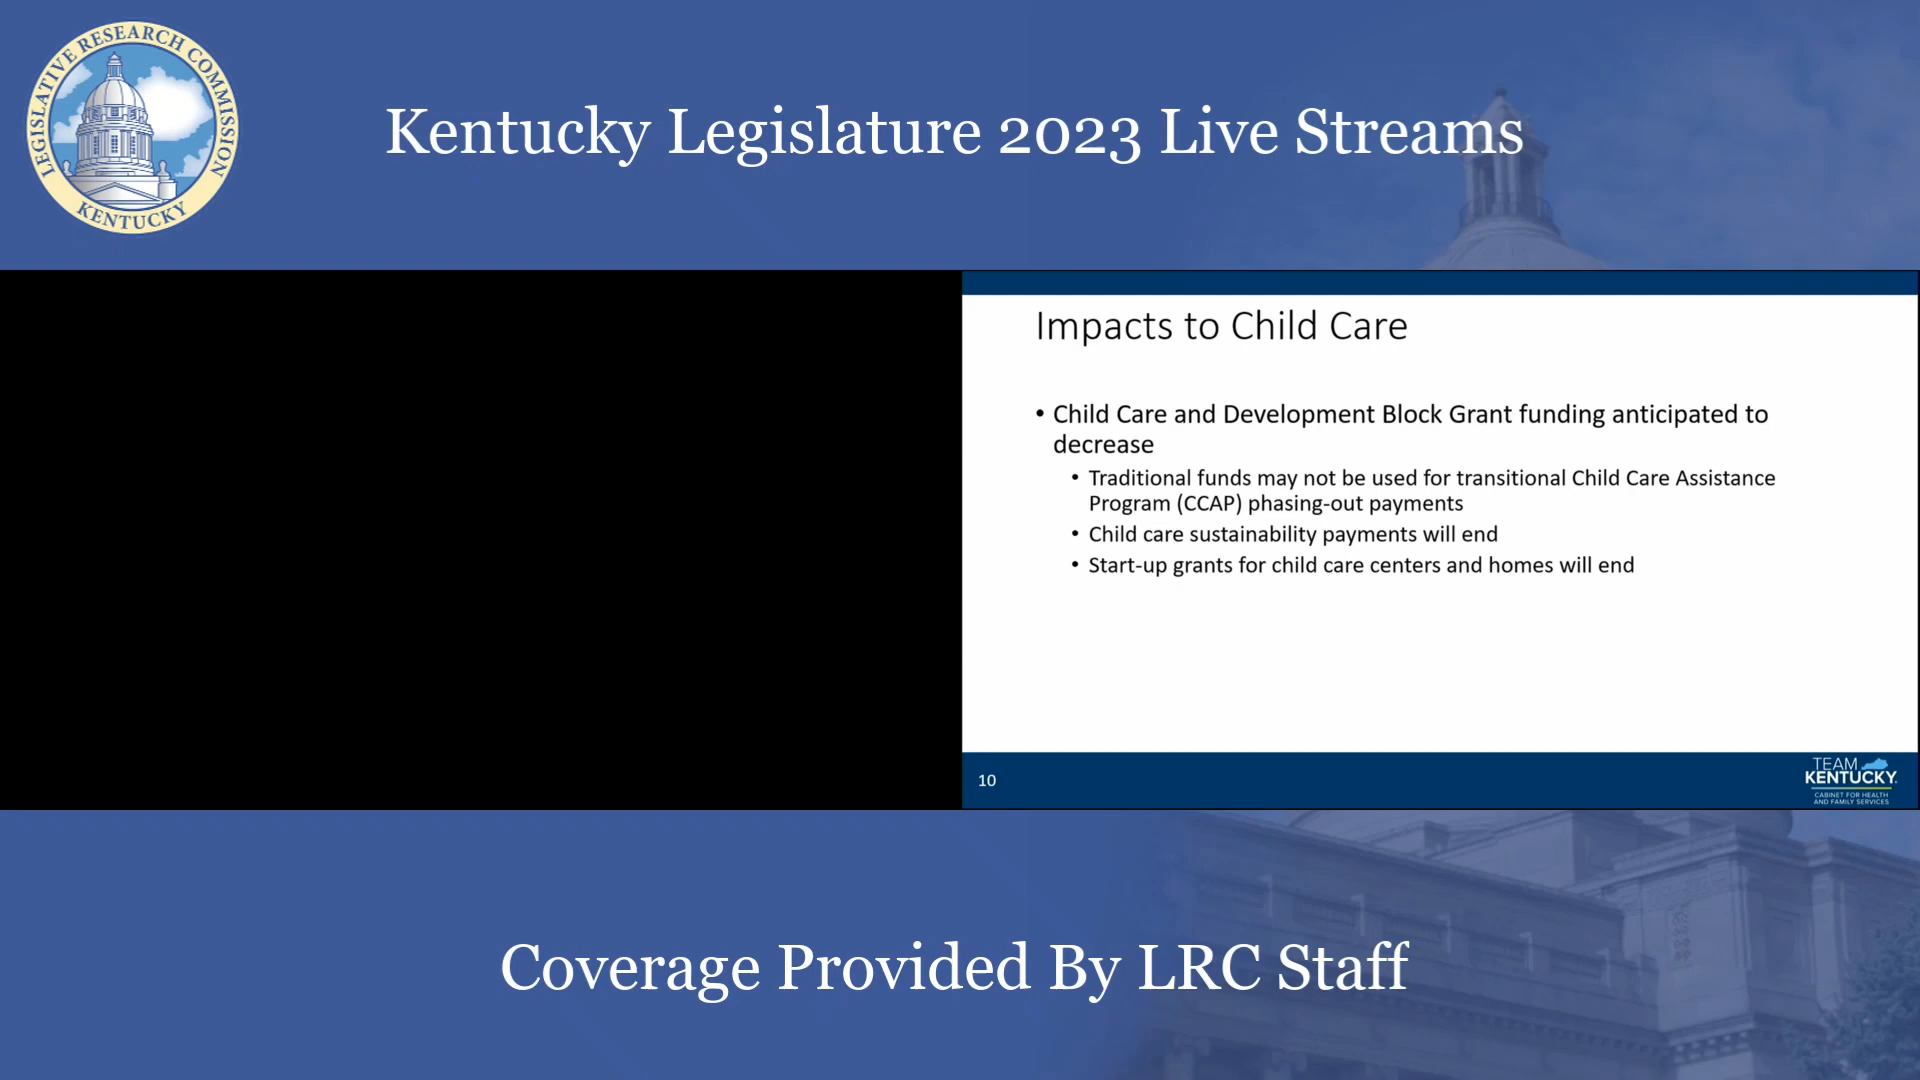 LEGISLATIVE RESEARCH COMMISSION
KENTUCKY
Kentucky Legislature 2023 Live Streams
Impacts to Child Care
• Child Care and Development Block Grant funding anticipated to
decrease
• Traditional funds may not be used for transitional Child Care Assistance
Program (CCAP) phasing-out payments
• Child care sustainability payments will end
• Start-up grants for child care centers and homes will end
10
TEAM
KENTUCKY.
CABINET FOR HEALTH
AND FAMILY SERVICES
Coverage Provided By LRC Staff